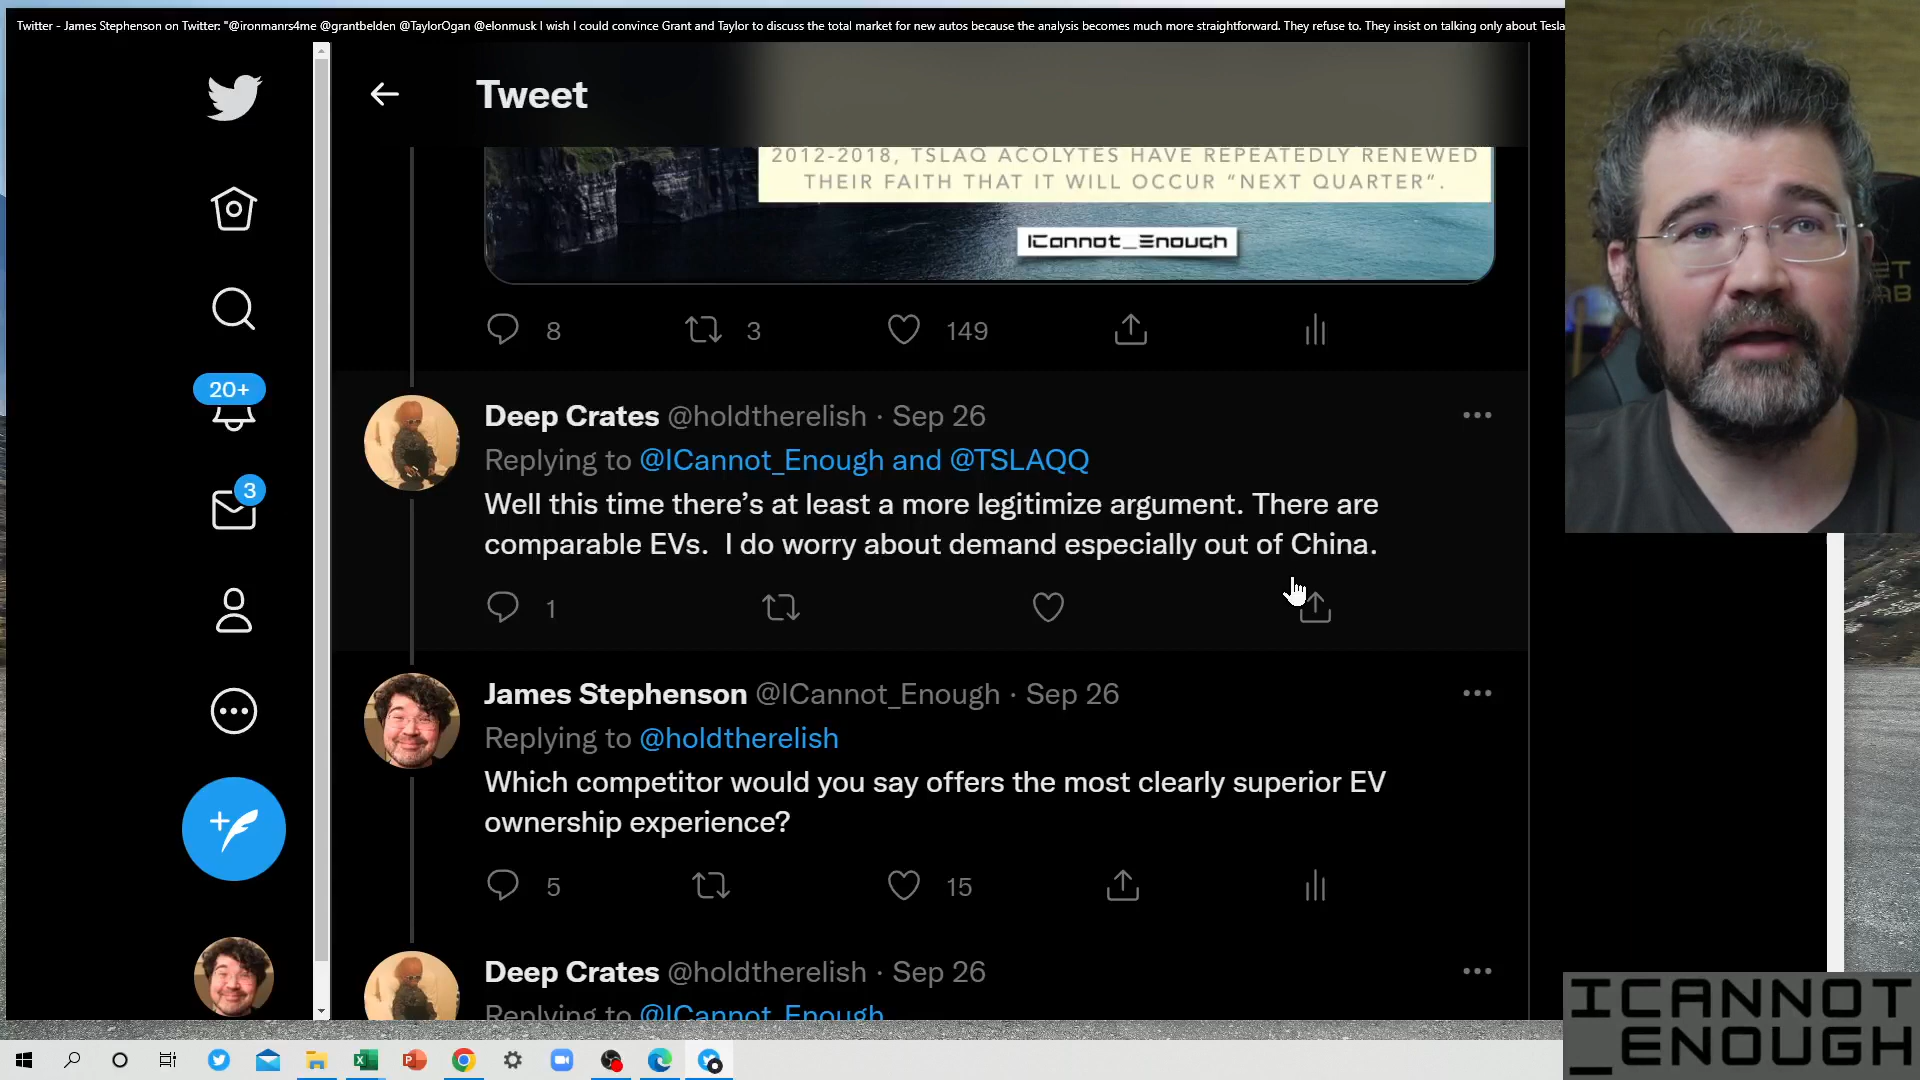 Twitter - James Stephenson on Twitter: "@ironmanrs4me @grantbelden @TaylorOgan @elonmusk I wish I could convince Grant and Taylor to discuss the total market for new autos because the analysis becomes much more straightforward. They refuse to. They insist on talking only about Tesla
Tweet
2012-2018, TSLAQ ACOLYTES HAVE REPEATEDLY RENEWED
THEIR FAITH THAT IT WILL OCCUR “NEXT QUARTER”.
ICannot_Enough
8 3 149
20+
Deep Crates @holdtherelish · Sep 26
Replying to @ICannot_Enough and @TSLAQQ
Well this time there’s at least a more legitimize argument. There are
comparable EVs. I do worry about demand especially out of China.
3
1
James Stephenson @ICannot_Enough · Sep 26
Replying to @holdtherelish
Which competitor would you say offers the most clearly superior EV
ownership experience?
5 15
Deep Crates @holdtherelish · Sep 26
Replying to @ICannot_Enough
ICANNOT
_ENOUGH